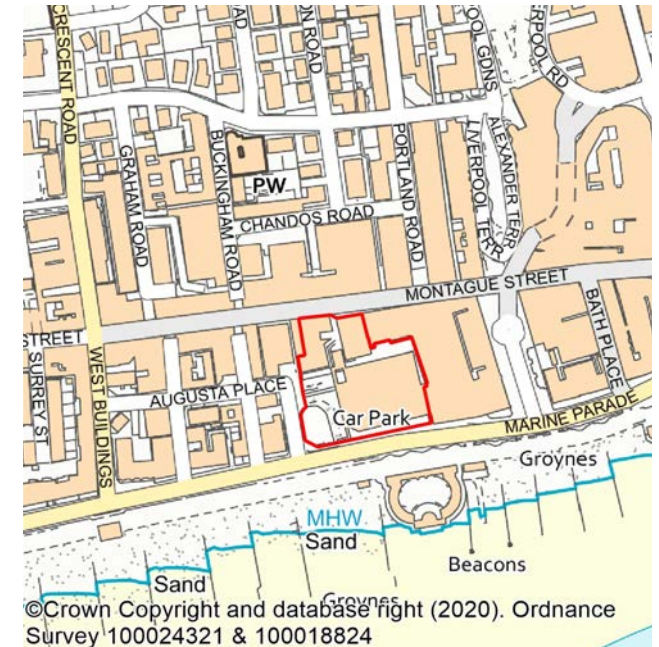 CRESCENT ROAD
GRAHAM ROAD
BUCKINGHAM ROAD
AD
ON ROAD
PORTLAND ROAD
POOL GDNS
ERPOOL RD
ALEXANDER TERR
LIVERPOOL TERR
PW
CHANDOS ROAD
MONTAGUE STREET
STREET
SURREY ST
WEST BUILDINGS
AUGUSTA PLACE
BATH PLACE
Car Park
MARINE PARADE
Groynes
MHW
Sand
Beacons
Sand
Groynes
©Crown Copyright and database right (2020). Ordnance
Survey 100024321 & 100018824